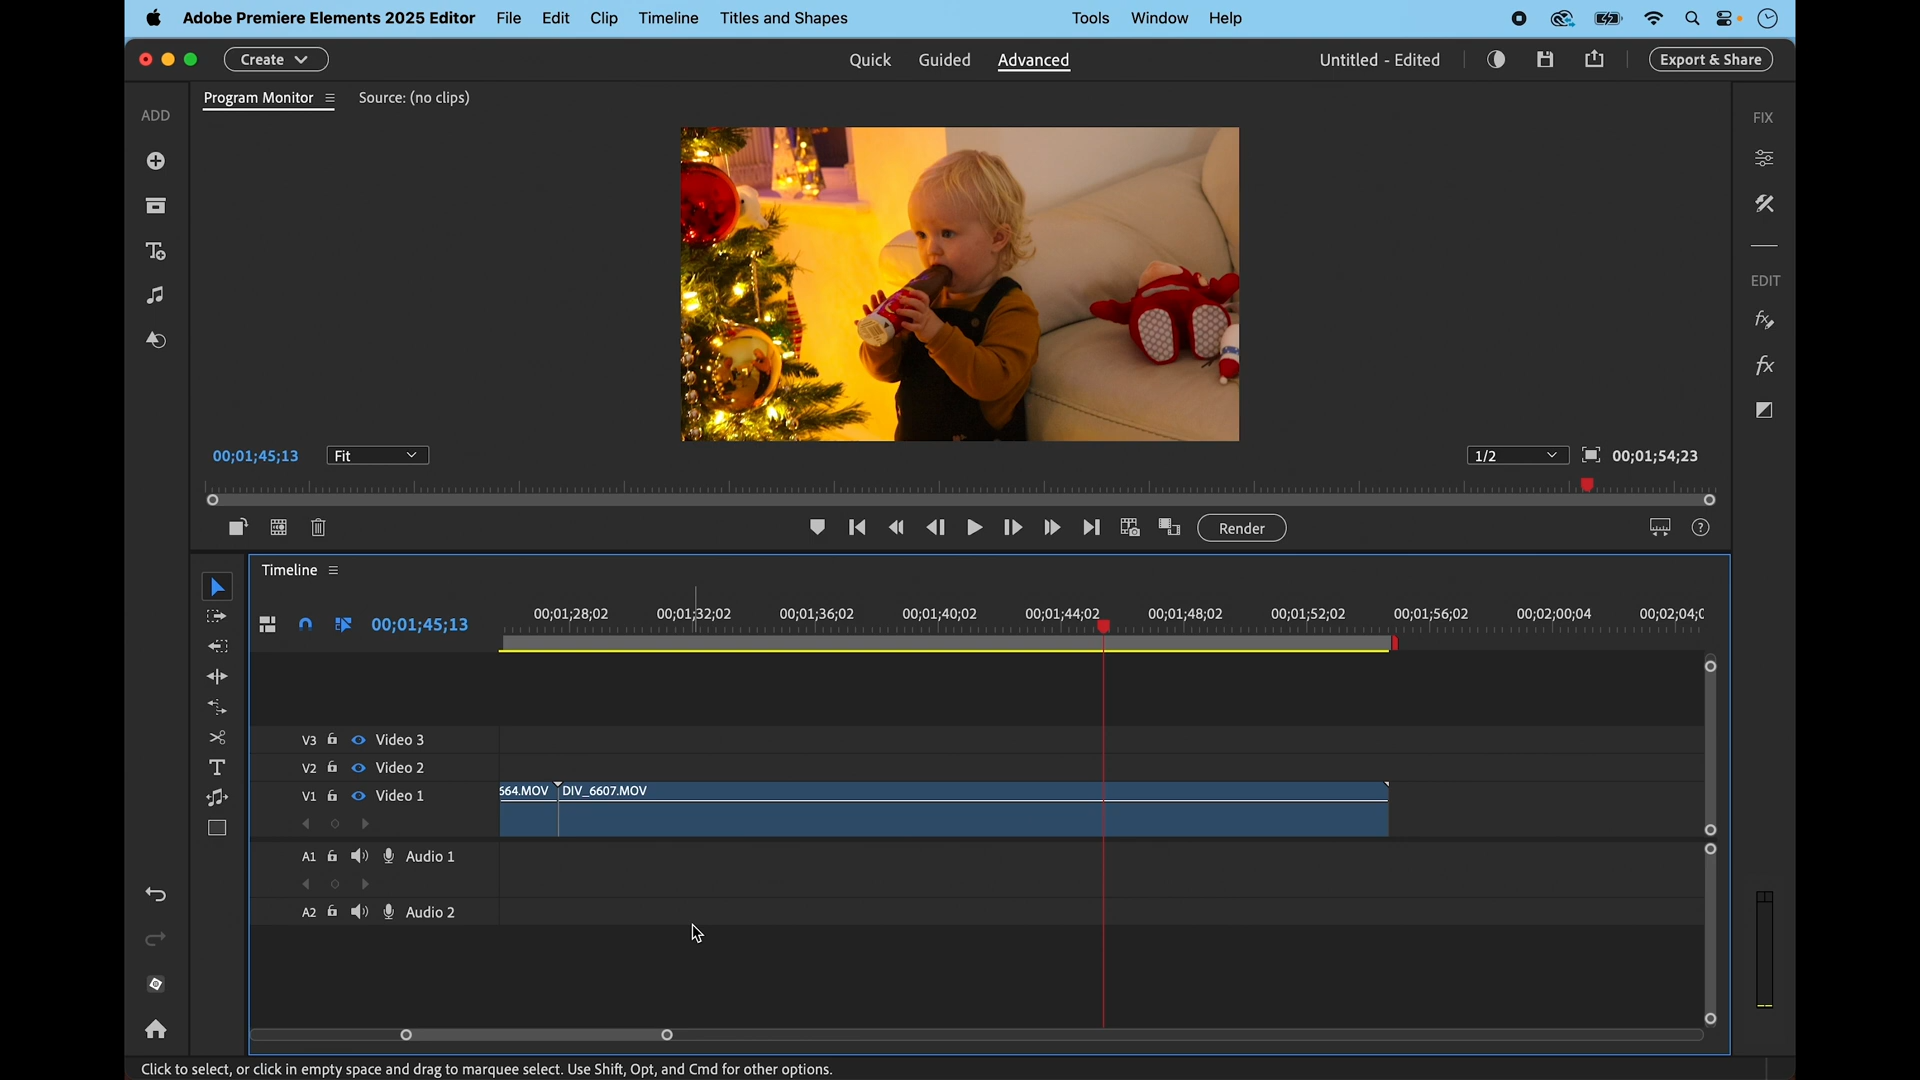 Adobe Premiere Elements 2025 Editor File Edit Clip Timeline Titles and Shapes Tools Window Help
Create Quick Guided Advanced Untitled - Edited Export & Share
Program Monitor Source: (no clips)
ADD
FIX
EDIT
00;01;45;13 Fit 1/2 00;01;54;23
Render
Timeline
00;01;45;13 00;01;28;02 00;01;32;02 00;01;36;02 00;01;40;02 00;01;44;02 00;01;48;02 00;01;52;02 00;01;56;02 00;02;00;04 00;02;04;0
V3 Video 3
V2 Video 2
V1 Video 1 564.MOV DIV_6607.MOV
A1 Audio 1
A2 Audio 2
Click to select, or click in empty space and drag to marquee select. Use Shift, Opt, and Cmd for other options.